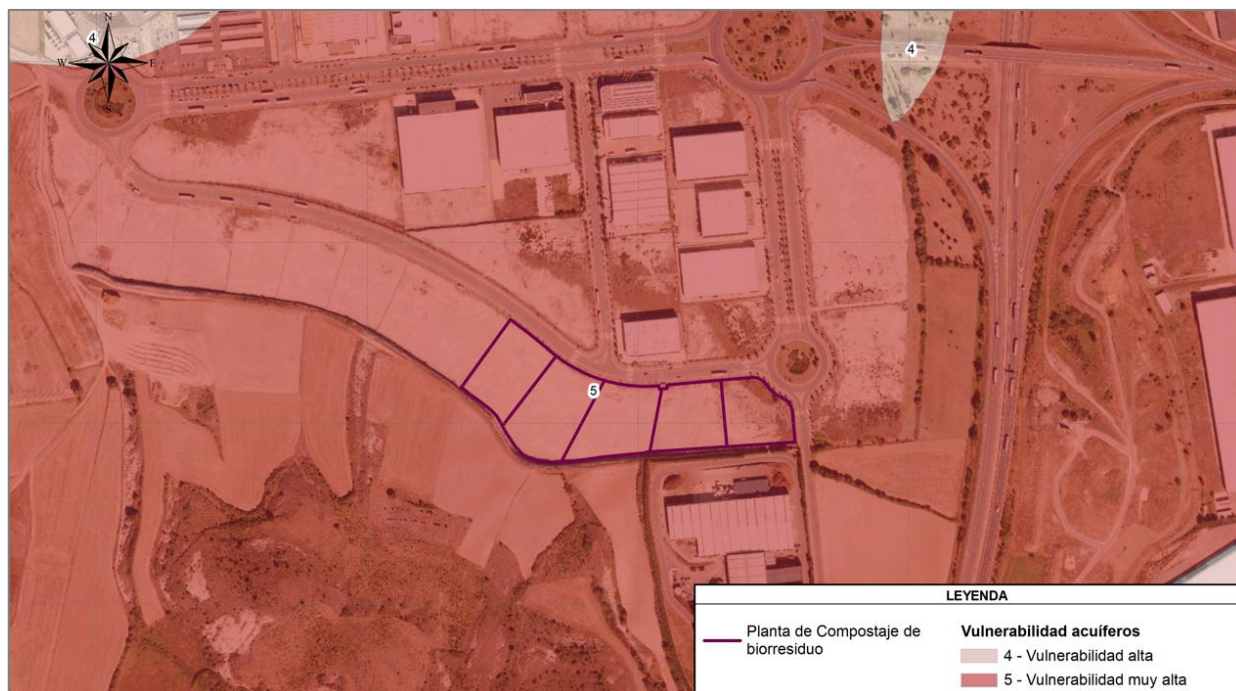 N
4
W E
S
4
5
LEYENDA
Planta de Compostaje de
biorresiduo
Vulnerabilidad acuíferos
4 - Vulnerabilidad alta
5 - Vulnerabilidad muy alta